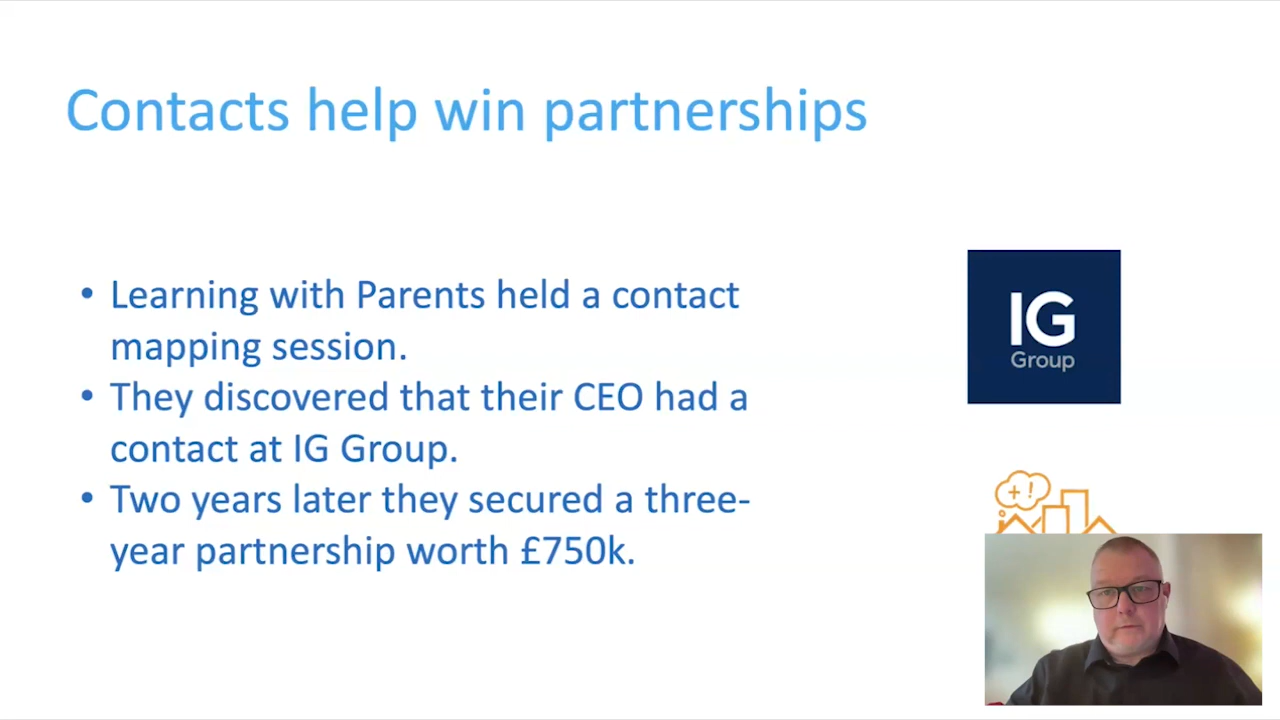 Contacts help win partnerships
• Learning with Parents held a contact
mapping session.
• They discovered that their CEO had a
contact at IG Group.
• Two years later they secured a three-
year partnership worth £750k.
IG
Group
+!